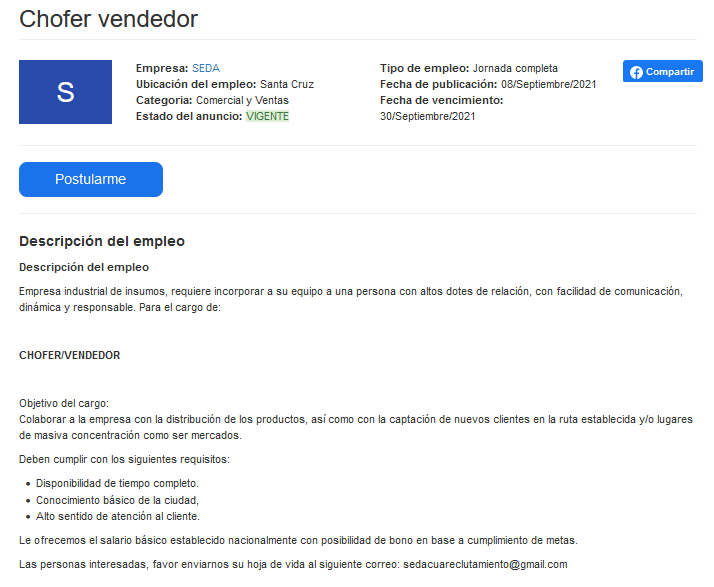 Chofer vendedor
S
Empresa: SEDA
Ubicación del empleo: Santa Cruz
Categoria: Comercial y Ventas
Estado del anuncio: VIGENTE
Tipo de empleo: Jornada completa
Fecha de publicación: 08/Septiembre/2021
Fecha de vencimiento:
30/Septiembre/2021
Compartir
Postularme
Descripción del empleo
Descripción del empleo
Empresa industrial de insumos, requiere incorporar a su equipo a una persona con altos dotes de relación, con facilidad de comunicación,
dinámica y responsable. Para el cargo de:
CHOFER/VENDEDOR
Objetivo del cargo:
Colaborar a la empresa con la distribución de los productos, así como con la captación de nuevos clientes en la ruta establecida y/o lugares
de masiva concentración como ser mercados.
Deben cumplir con los siguientes requisitos:
• Disponibilidad de tiempo completo.
• Conocimiento básico de la ciudad,
• Alto sentido de atención al cliente.
Le ofrecemos el salario básico establecido nacionalmente con posibilidad de bono en base a cumplimiento de metas.
Las personas interesadas, favor enviarnos su hoja de vida al siguiente correo: sedacuareclutamiento@gmail.com